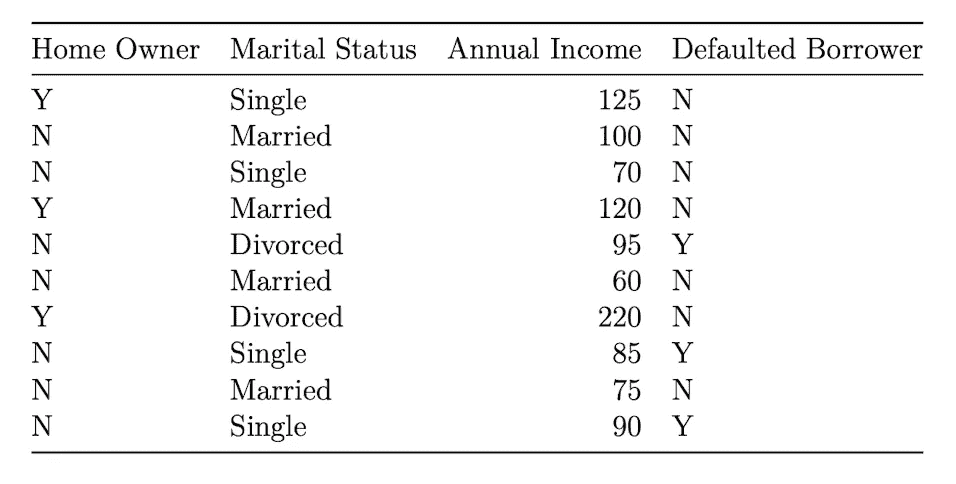 Home Owner Marital Status Annual Income Defaulted Borrower
Y Single 125 N
N Married 100 N
N Single 70 N
Y Married 120 N
N Divorced 95 Y
N Married 60 N
Y Divorced 220 N
N Single 85 Y
N Married 75 N
N Single 90 Y